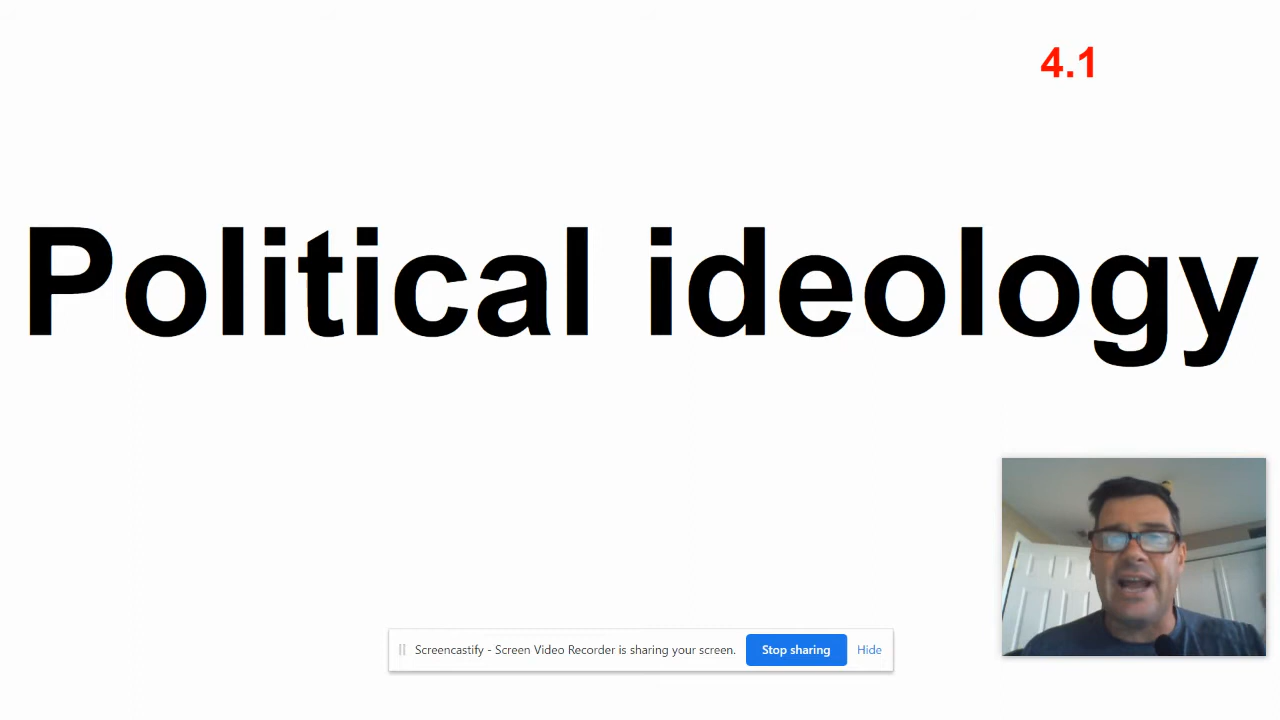 4.1
Political ideology
Screencastify - Screen Video Recorder is sharing your screen.
Stop sharing
Hide